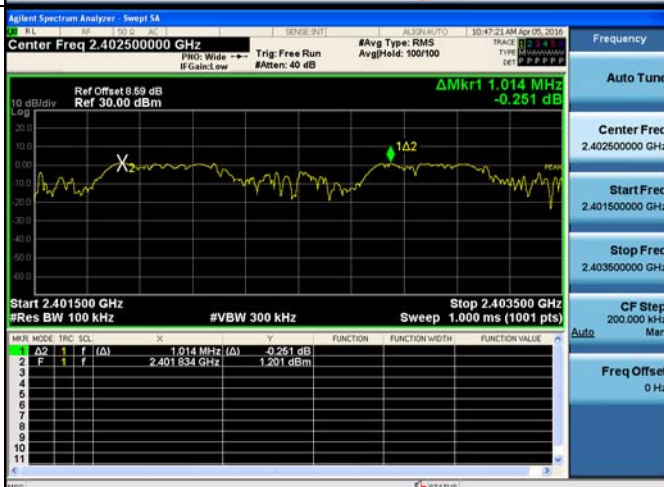 Agilent Spectrum Analyzer - Swept SA
RL RF 50 Ω AC SENSE:INT ALIGN AUTO 10:47:21 AM Apr 05, 2016
Center Freq 2.402500000 GHz
PNO: Wide
IFGain:Low
Trig: Free Run
#Atten: 40 dB
#Avg Type: RMS
Avg|Hold: 100/100
TRACE 1 2 3 4 5 6
TYPE M
DET P P P P P P
ΔMkr1 1.014 MHz
-0.251 dB
Ref Offset 8.59 dB
10 dB/div Ref 30.00 dBm
Log
20.0
10.0
0.00
-10.0
-20.0
-30.0
-40.0
-50.0
-60.0
X2
1Δ2
PEAK
Start 2.401500 GHz Stop 2.403500 GHz
#Res BW 100 kHz #VBW 300 kHz Sweep 1.000 ms (1001 pts)
MKR MODE TRC SCL X Y FUNCTION FUNCTION WIDTH FUNCTION VALUE
1 Δ2 1 f (Δ) 1.014 MHz (Δ) -0.251 dB
2 F 1 f 2.401 834 GHz 1.201 dBm
3
4
5
6
7
8
9
10
11
MSG STATUS
Frequency
Auto Tune
Center Freq
2.402500000 GHz
Start Freq
2.401500000 GHz
Stop Freq
2.403500000 GHz
CF Step
200.000 kHz
Auto Man
Freq Offset
0 Hz